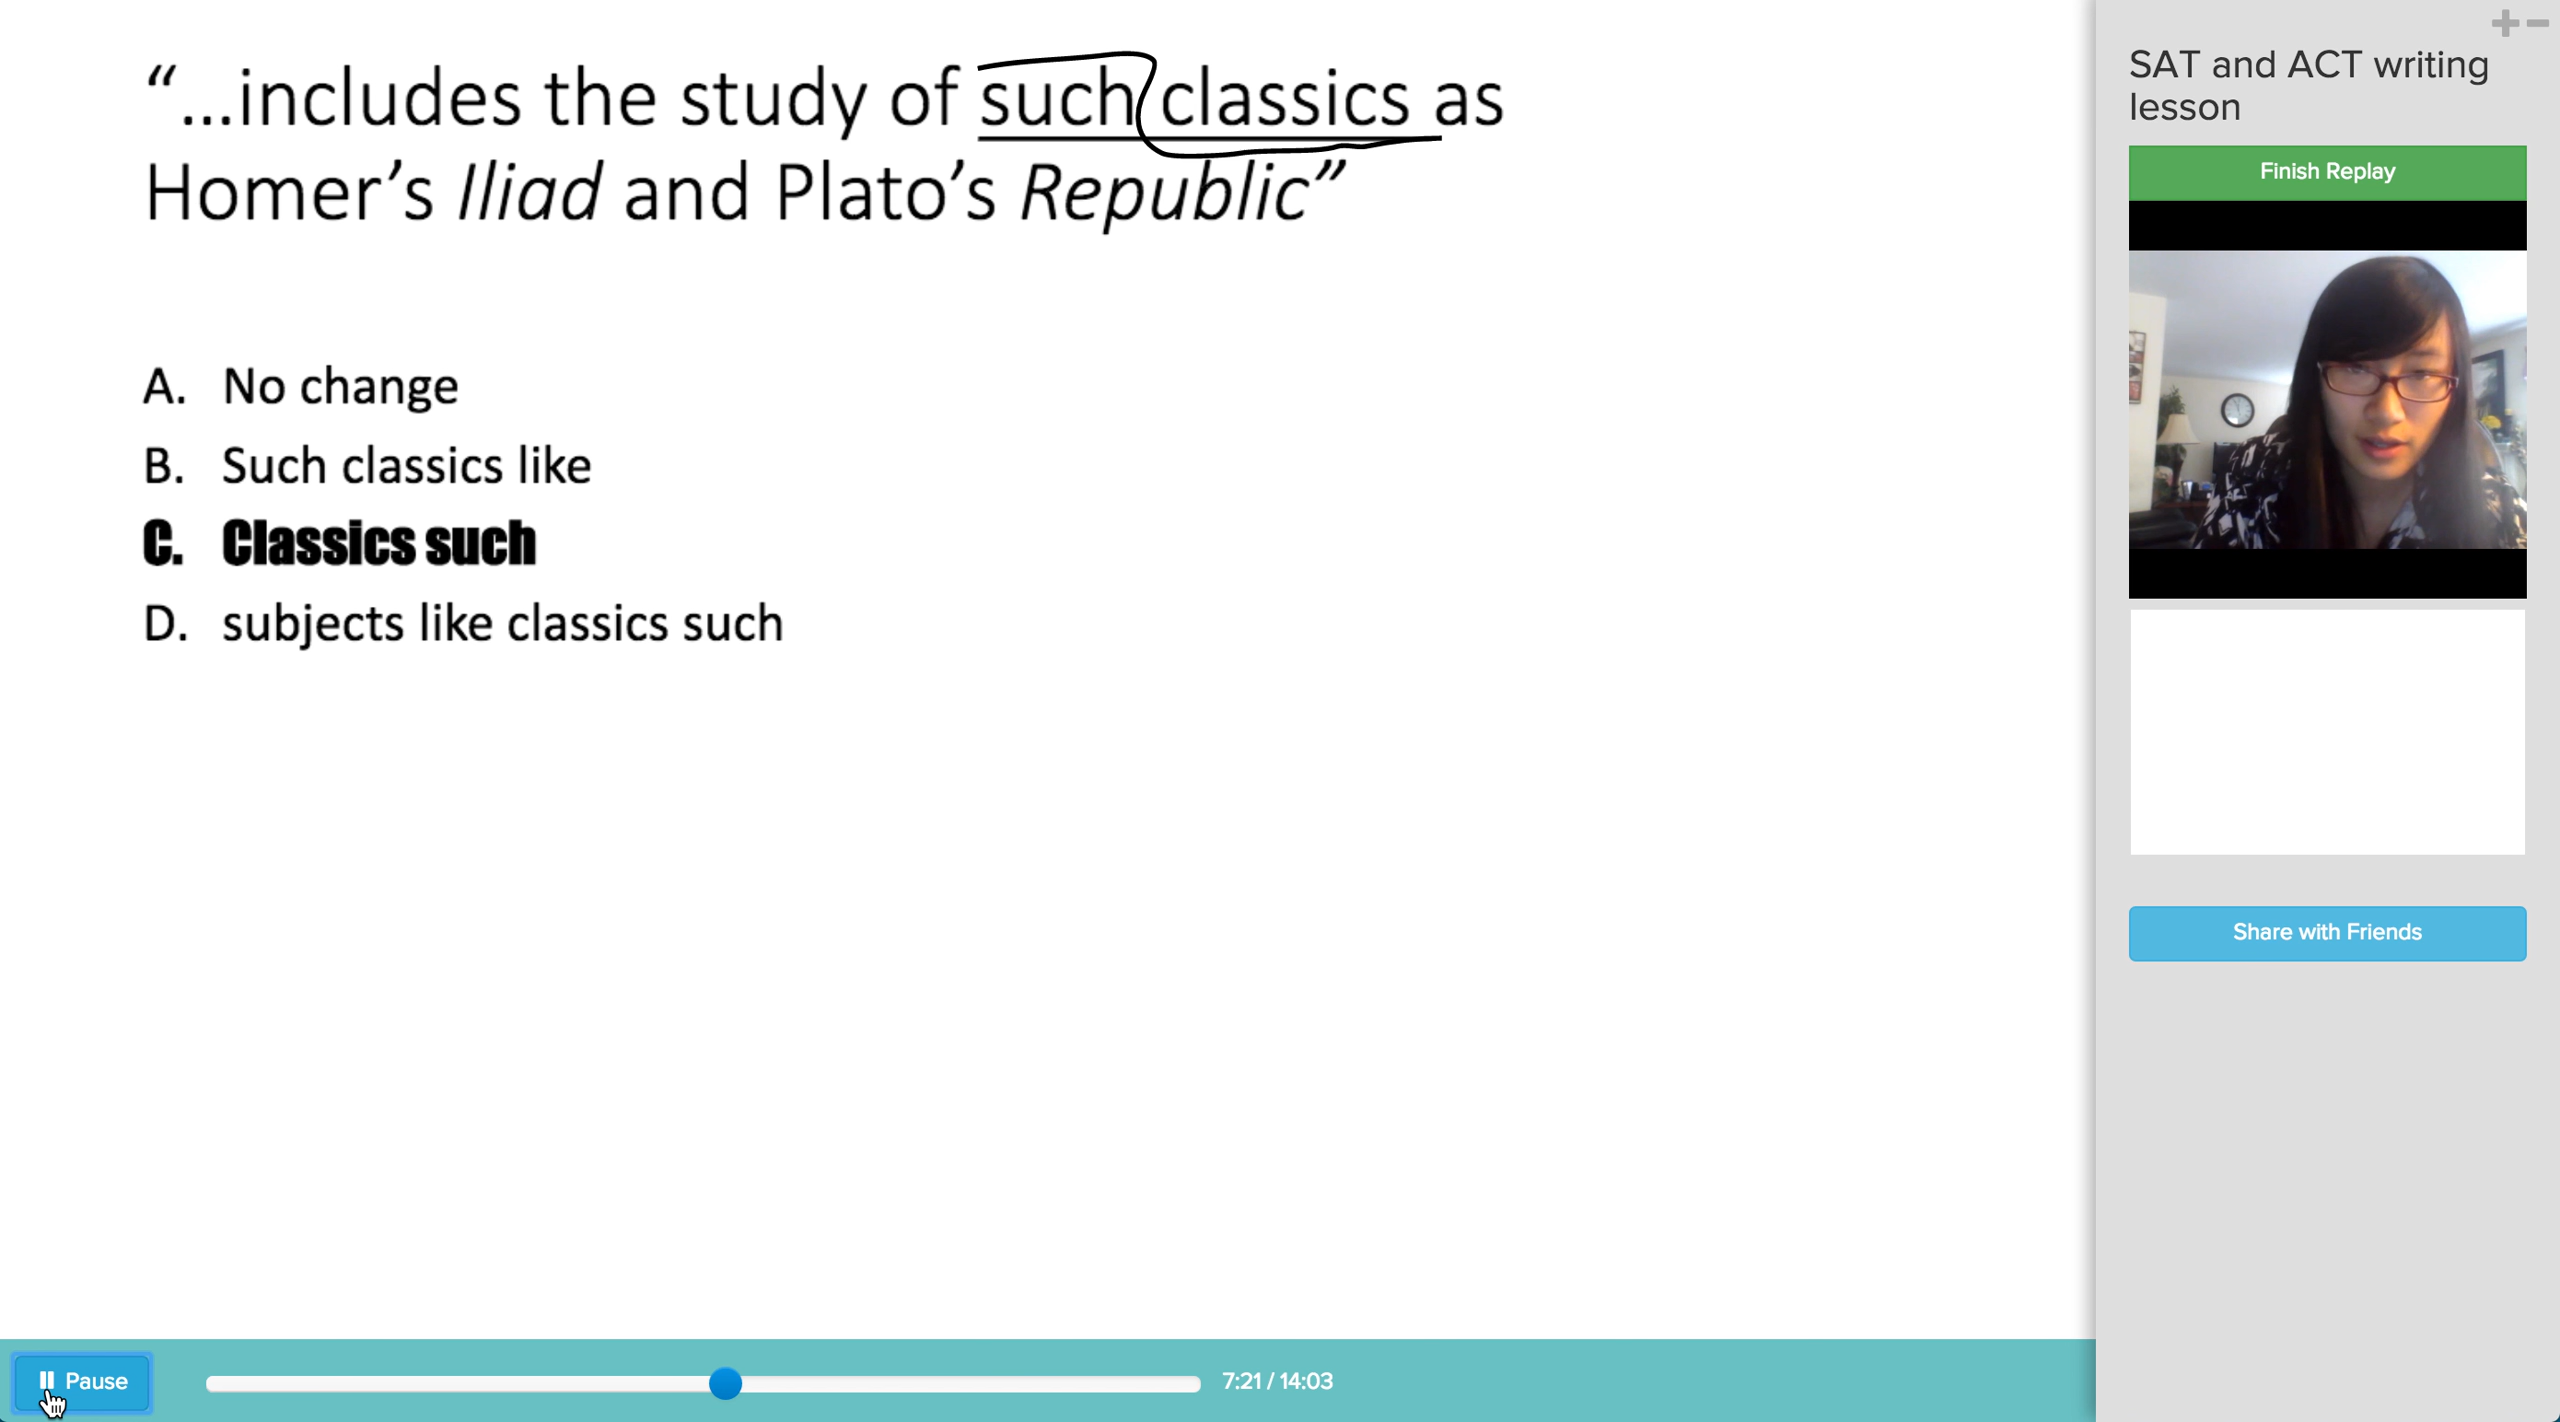 “...includes the study of such classics as
Homer’s Iliad and Plato’s Republic”
A. No change
B. Such classics like
C. Classics such
D. subjects like classics such
Pause
7:21 / 14:03
SAT and ACT writing
lesson
Finish Replay
Share with Friends